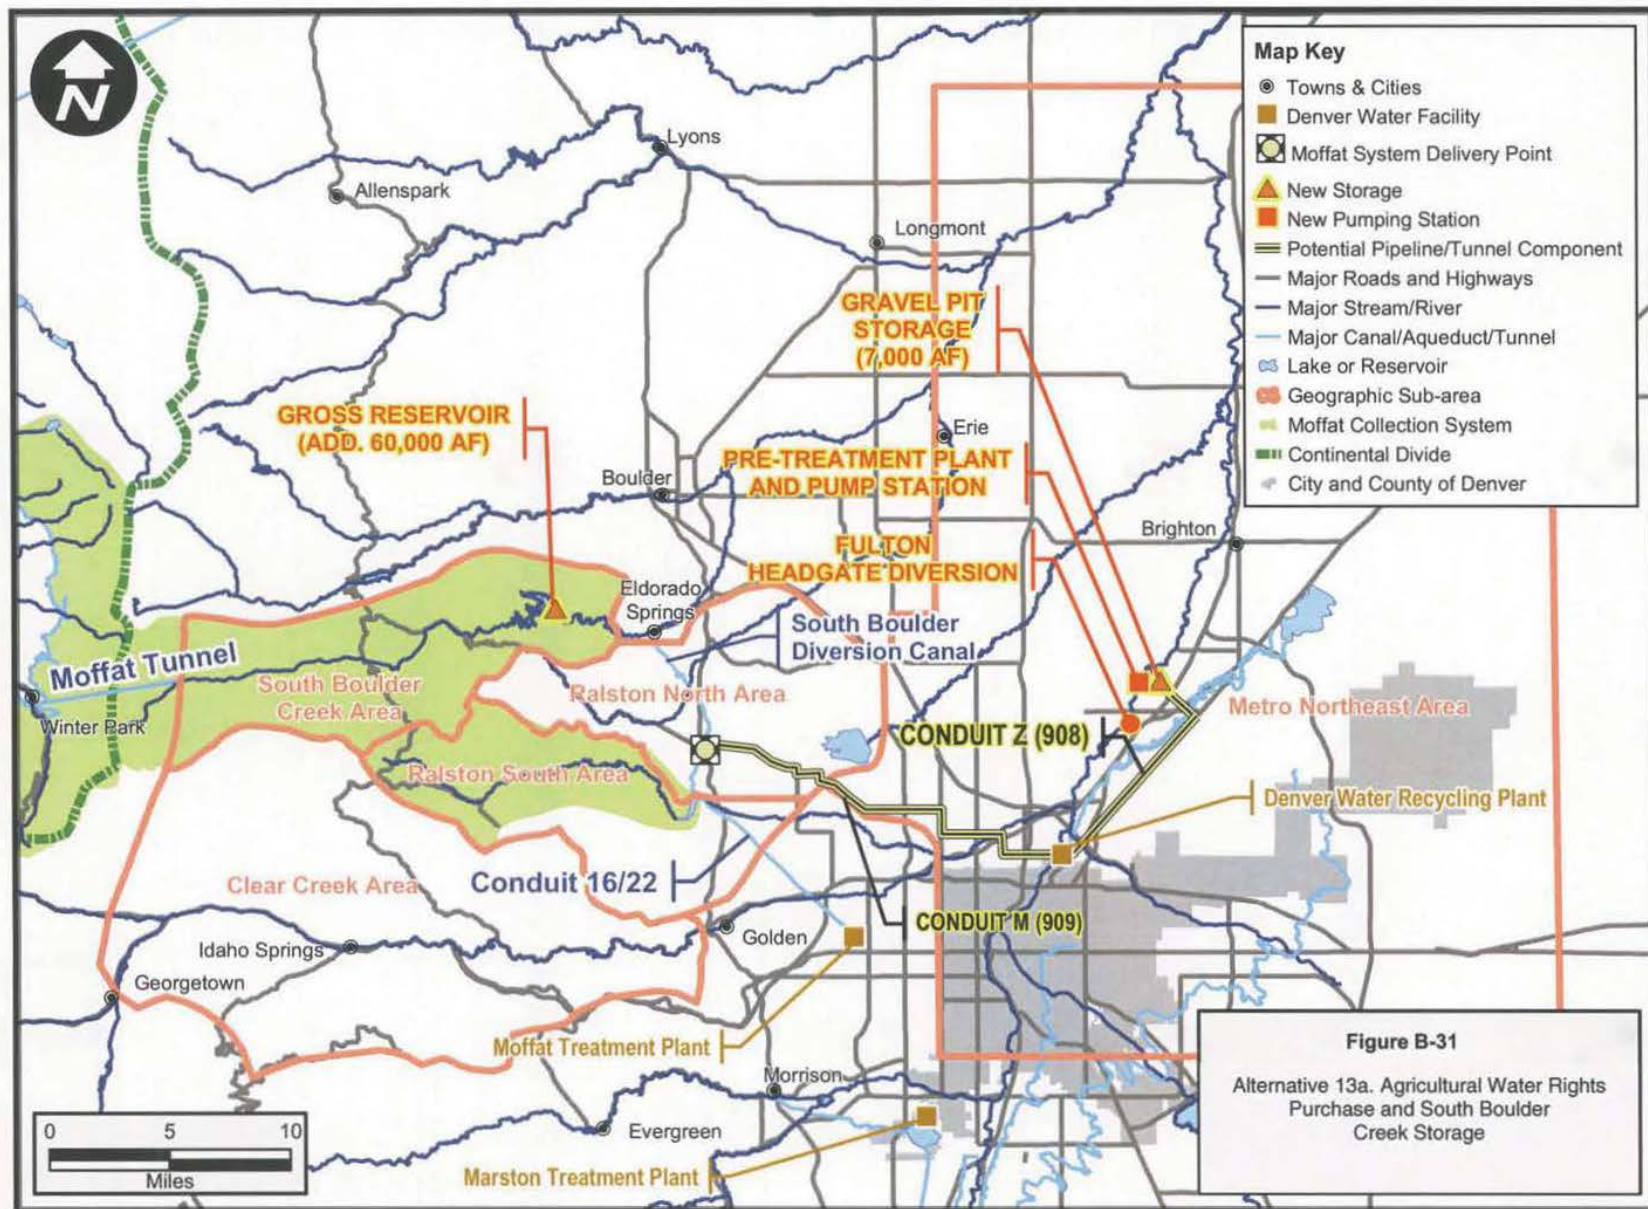 N
Map Key
Towns & Cities
Denver Water Facility
Moffat System Delivery Point
New Storage
New Pumping Station
Potential Pipeline/Tunnel Component
Major Roads and Highways
Major Stream/River
Major Canal/Aqueduct/Tunnel
Lake or Reservoir
Geographic Sub-area
Moffat Collection System
Continental Divide
City and County of Denver
Lyons
Allenspark
Longmont
GRAVEL PIT
STORAGE
(7,000 AF)
GROSS RESERVOIR
(ADD. 60,000 AF)
Erie
PRE-TREATMENT PLANT
AND PUMP STATION
Boulder
Brighton
FULTON
HEADGATE DIVERSION
Eldorado
Springs
South Boulder
Diversion Canal
Moffat Tunnel
South Boulder
Creek Area
Ralston North Area
Metro Northeast Area
Winter Park
CONDUIT Z (908)
Ralston South Area
Denver Water Recycling Plant
Clear Creek Area
Conduit 16/22
CONDUIT M (909)
Golden
Idaho Springs
Georgetown
Moffat Treatment Plant
Morrison
Evergreen
Marston Treatment Plant
0 5 10
Miles
Figure B-31
Alternative 13a. Agricultural Water Rights
Purchase and South Boulder
Creek Storage